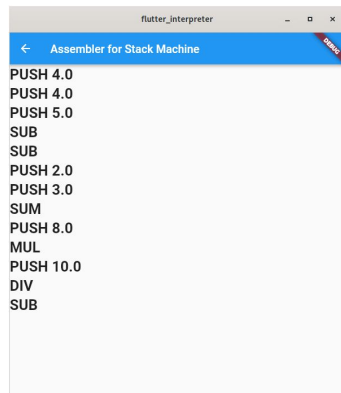 flutter_interpreter
Assembler for Stack Machine
DEBUG
PUSH 4.0
PUSH 4.0
PUSH 5.0
SUB
SUB
PUSH 2.0
PUSH 3.0
SUM
PUSH 8.0
MUL
PUSH 10.0
DIV
SUB